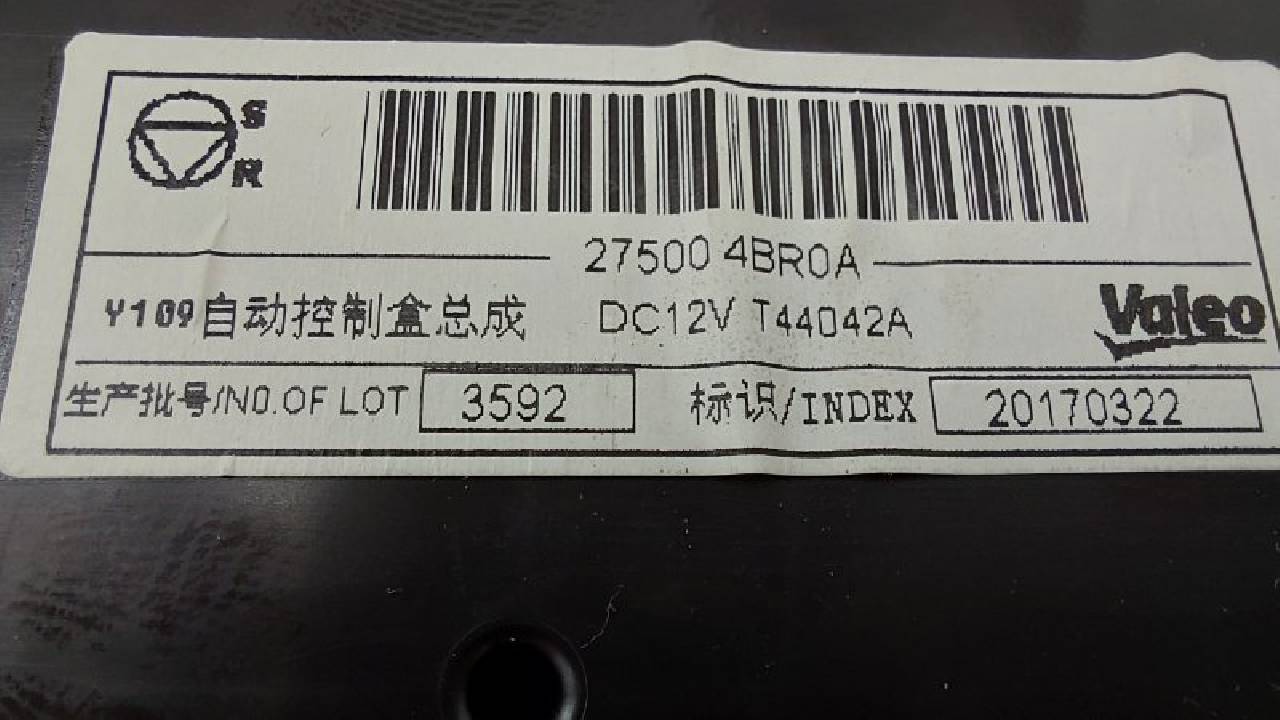 S
R
27500 4BR0A
Y109自动控制盒总成 DC12V T44042A Valeo
生产批号/NO.OF LOT 3592 标识/INDEX 20170322